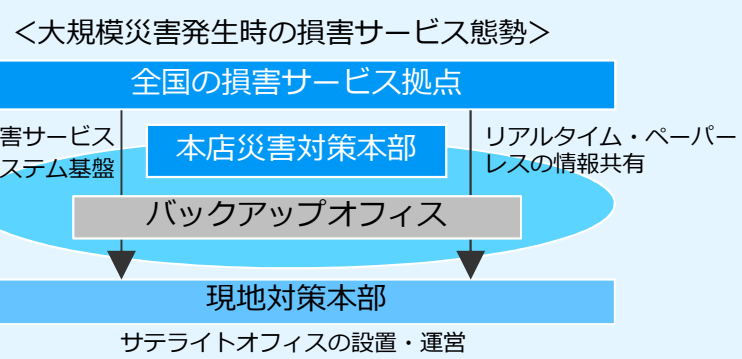 ＜大規模災害発生時の損害サービス態勢＞
全国の損害サービス拠点
害サービス
ステム基盤
本店災害対策本部
リアルタイム・ペーパー
レスの情報共有
バックアップオフィス
現地対策本部
サテライトオフィスの設置・運営